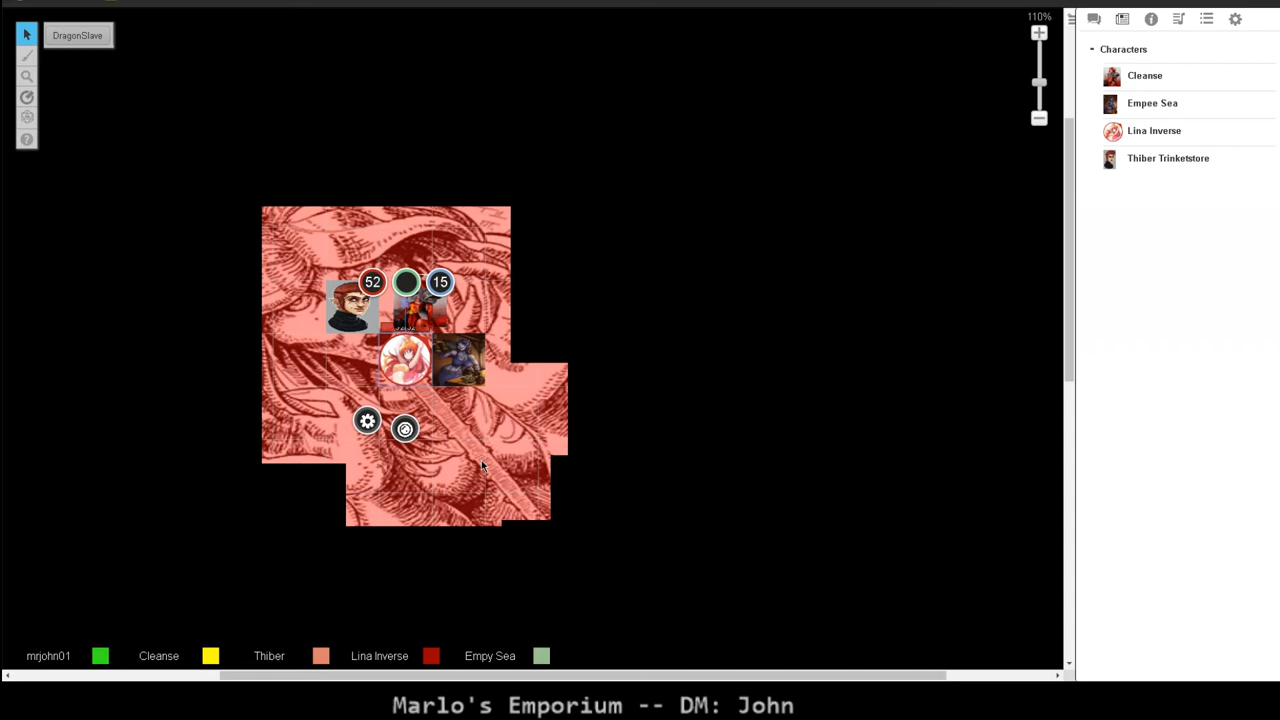 110%
DragonSlave
Characters
Cleanse
Empee Sea
Lina Inverse
Thiber Trinketstore
52
15
mrjohn01 Cleanse Thiber Lina Inverse Empy Sea
Marlo's Emporium -- DM: John